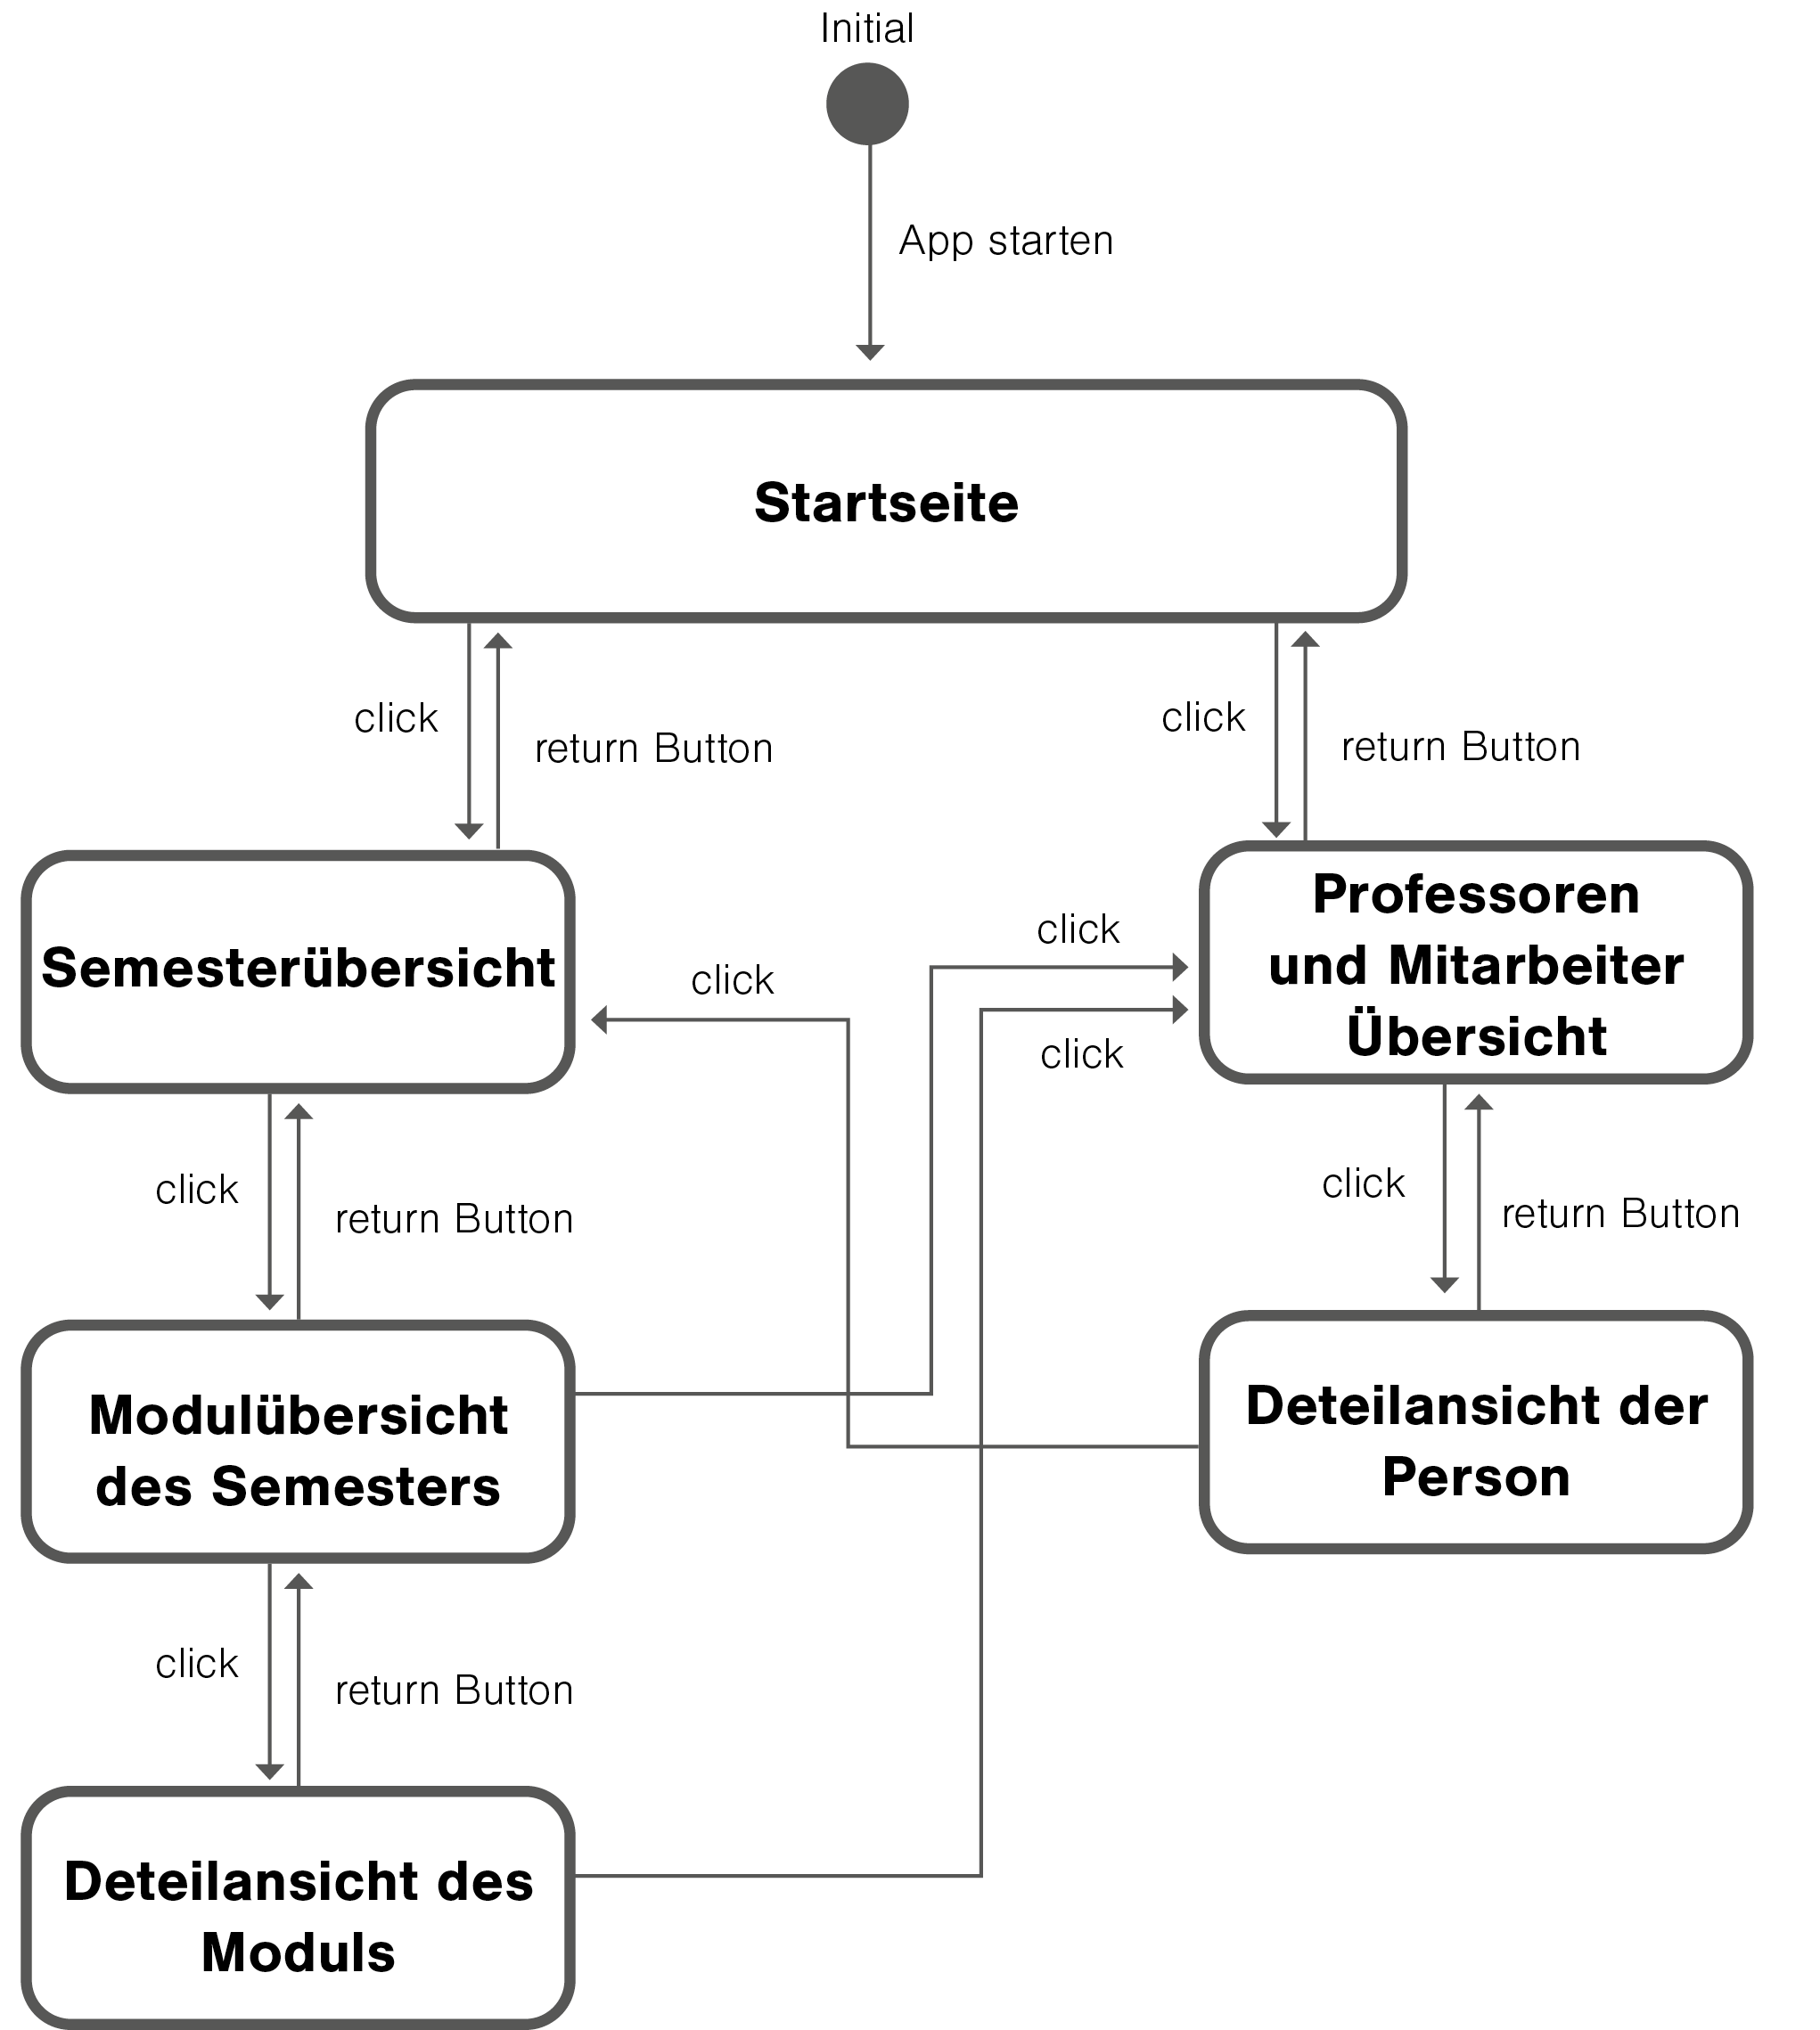 Initial
App starten
Startseite
click
return Button
click
return Button
Semesterübersicht
Professoren
und Mitarbeiter
Übersicht
click
click
click
click
return Button
click
return Button
Modulübersicht
des Semesters
Deteilansicht der
Person
click
return Button
Deteilansicht des
Moduls